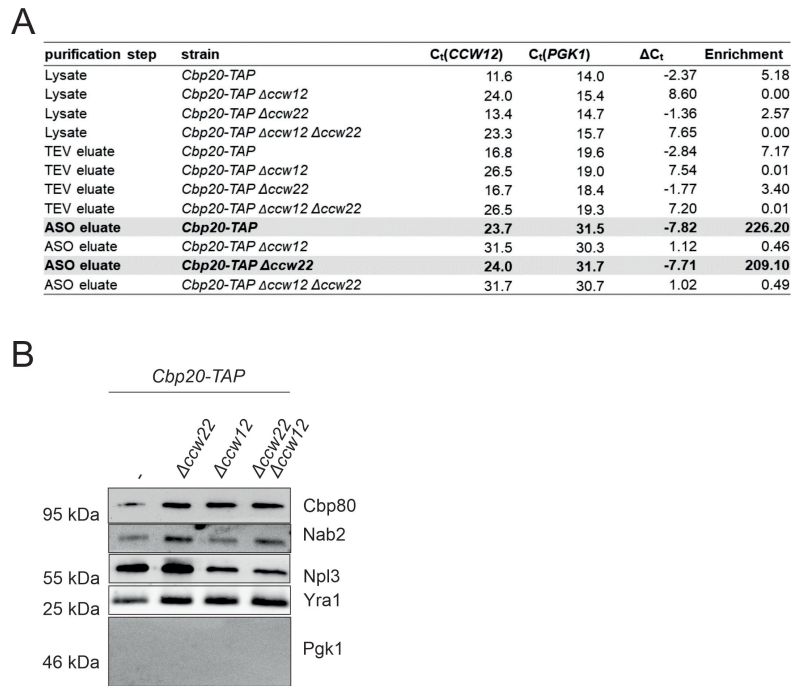 A
purification step strain Ct(CCW12) Ct(PGK1) ΔCt Enrichment
Lysate Cbp20-TAP 11.6 14.0 -2.37 5.18
Lysate Cbp20-TAP Δccw12 24.0 15.4 8.60 0.00
Lysate Cbp20-TAP Δccw22 13.4 14.7 -1.36 2.57
Lysate Cbp20-TAP Δccw12 Δccw22 23.3 15.7 7.65 0.00
TEV eluate Cbp20-TAP 16.8 19.6 -2.84 7.17
TEV eluate Cbp20-TAP Δccw12 26.5 19.0 7.54 0.01
TEV eluate Cbp20-TAP Δccw22 16.7 18.4 -1.77 3.40
TEV eluate Cbp20-TAP Δccw12 Δccw22 26.5 19.3 7.20 0.01
ASO eluate Cbp20-TAP 23.7 31.5 -7.82 226.20
ASO eluate Cbp20-TAP Δccw12 31.5 30.3 1.12 0.46
ASO eluate Cbp20-TAP Δccw22 24.0 31.7 -7.71 209.10
ASO eluate Cbp20-TAP Δccw12 Δccw22 31.7 30.7 1.02 0.49
B
Cbp20-TAP
-
Δccw22
Δccw12
Δccw22
Δccw12
95 kDa Cbp80
Nab2
55 kDa Npl3
25 kDa Yra1
46 kDa Pgk1